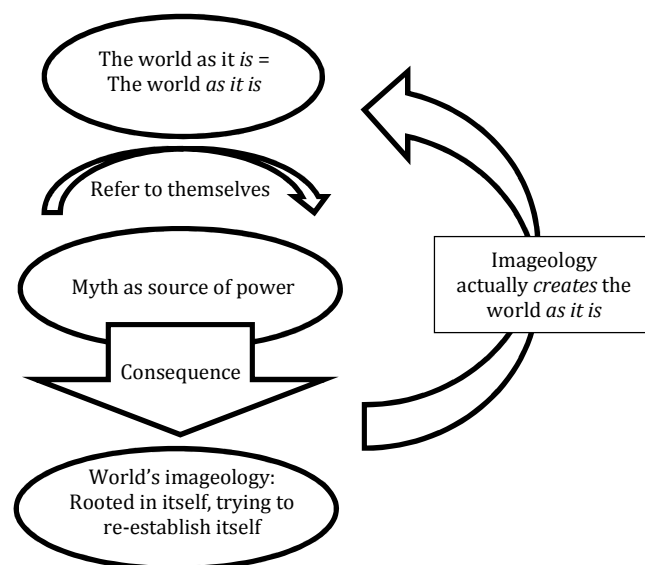 The world as it is =
The world as it is
Refer to themselves
Myth as source of power
Consequence
World’s imageology:
Rooted in itself, trying to
re-establish itself
Imageology
actually creates the
world as it is